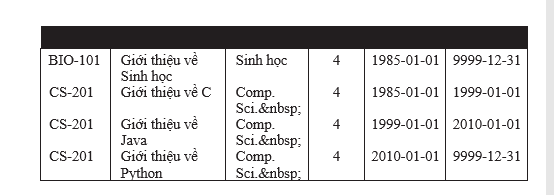 BIO-101 Giới thiệu về Sinh học 4 1985-01-01 9999-12-31
Sinh học
CS-201 Giới thiệu về C Comp. 4 1985-01-01 1999-01-01
Sci.&nbsp;
CS-201 Giới thiệu về Comp. 4 1999-01-01 2010-01-01
Java Sci.&nbsp;
CS-201 Giới thiệu về Comp. 4 2010-01-01 9999-12-31
Python Sci.&nbsp;